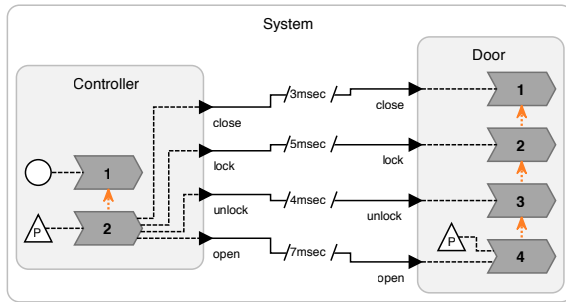 System
Controller
Door
1
2
P
close
lock
unlock
open
3msec
5msec
4msec
7msec
close
lock
unlock
open
1
2
3
4
P